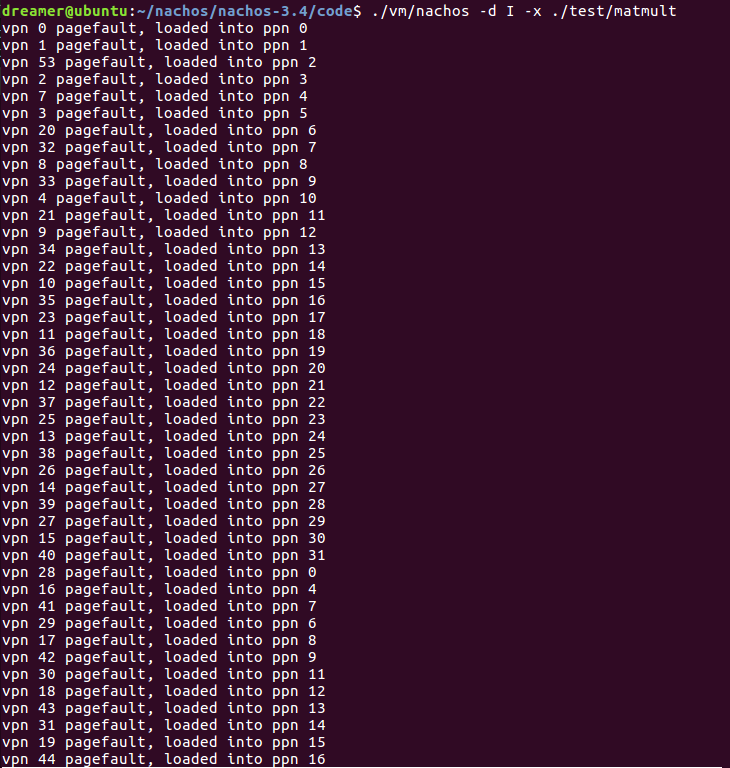 dreamer@ubuntu:~/nachos/nachos-3.4/code$ ./vm/nachos -d I -x ./test/matmult
vpn 0 pagefault, loaded into ppn 0
vpn 1 pagefault, loaded into ppn 1
vpn 53 pagefault, loaded into ppn 2
vpn 2 pagefault, loaded into ppn 3
vpn 7 pagefault, loaded into ppn 4
vpn 3 pagefault, loaded into ppn 5
vpn 20 pagefault, loaded into ppn 6
vpn 32 pagefault, loaded into ppn 7
vpn 8 pagefault, loaded into ppn 8
vpn 33 pagefault, loaded into ppn 9
vpn 4 pagefault, loaded into ppn 10
vpn 21 pagefault, loaded into ppn 11
vpn 9 pagefault, loaded into ppn 12
vpn 34 pagefault, loaded into ppn 13
vpn 22 pagefault, loaded into ppn 14
vpn 10 pagefault, loaded into ppn 15
vpn 35 pagefault, loaded into ppn 16
vpn 23 pagefault, loaded into ppn 17
vpn 11 pagefault, loaded into ppn 18
vpn 36 pagefault, loaded into ppn 19
vpn 24 pagefault, loaded into ppn 20
vpn 12 pagefault, loaded into ppn 21
vpn 37 pagefault, loaded into ppn 22
vpn 25 pagefault, loaded into ppn 23
vpn 13 pagefault, loaded into ppn 24
vpn 38 pagefault, loaded into ppn 25
vpn 26 pagefault, loaded into ppn 26
vpn 14 pagefault, loaded into ppn 27
vpn 39 pagefault, loaded into ppn 28
vpn 27 pagefault, loaded into ppn 29
vpn 15 pagefault, loaded into ppn 30
vpn 40 pagefault, loaded into ppn 31
vpn 28 pagefault, loaded into ppn 0
vpn 16 pagefault, loaded into ppn 4
vpn 41 pagefault, loaded into ppn 7
vpn 29 pagefault, loaded into ppn 6
vpn 17 pagefault, loaded into ppn 8
vpn 42 pagefault, loaded into ppn 9
vpn 30 pagefault, loaded into ppn 11
vpn 18 pagefault, loaded into ppn 12
vpn 43 pagefault, loaded into ppn 13
vpn 31 pagefault, loaded into ppn 14
vpn 19 pagefault, loaded into ppn 15
vpn 44 pagefault, loaded into ppn 16